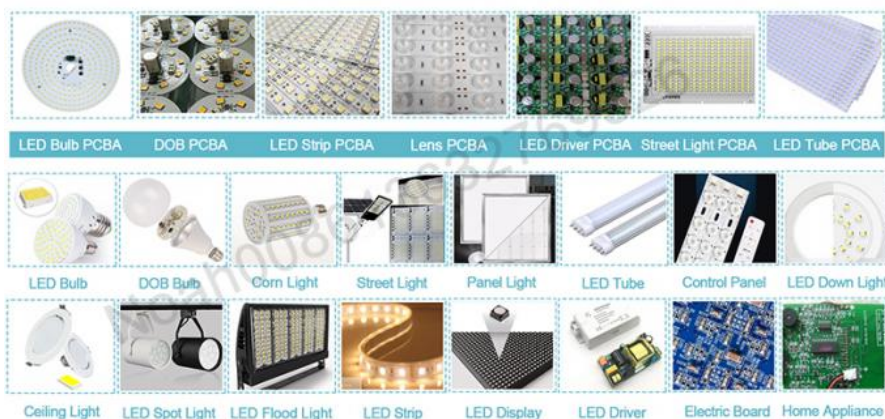 LED Bulb PCBA DOB PCBA LED Strip PCBA Lens PCBA LED Driver PCBA Street Light PCBA LED Tube PCBA
LED Bulb DOB Bulb Corn Light Street Light Panel Light LED Tube Control Panel LED Down Light
Ceiling Light LED Spot Light LED Flood Light LED Strip LED Display LED Driver Electric Board Home Appliance